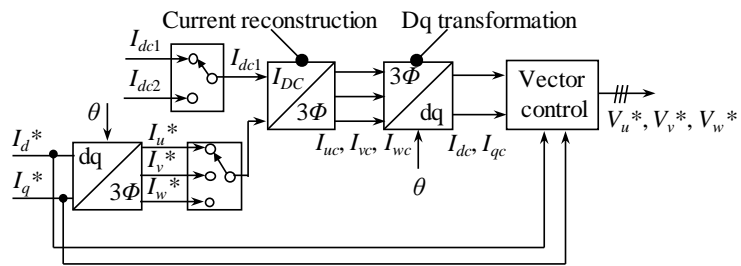 Current reconstruction
Dq transformation
I_dc1
I_dc2
I_dc1
I_DC
3Φ
3Φ
dq
Vector
control
V_u*, V_v*, V_w*
I_uc, I_vc, I_wc
I_dc, I_qc
θ
θ
I_d*
I_q*
dq
3Φ
I_u*
I_v*
I_w*